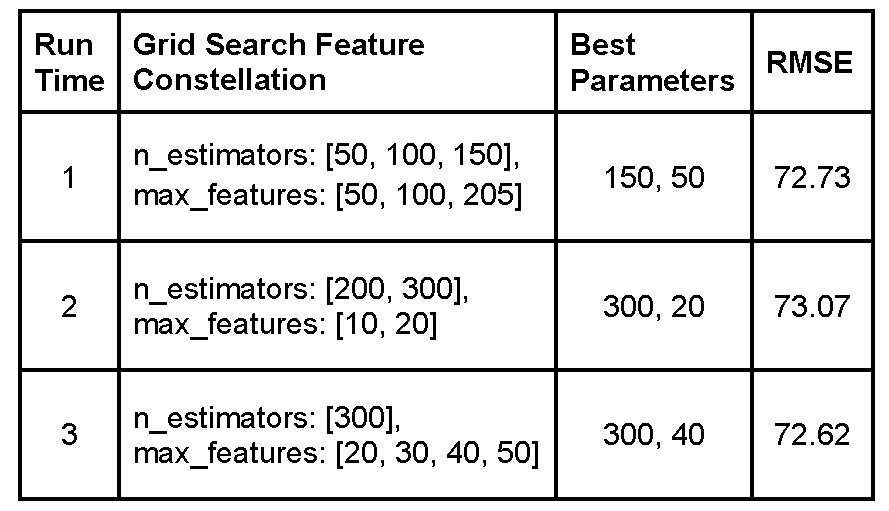 Run Time
Grid Search Feature Constellation
Best Parameters
RMSE
1
n_estimators: [50, 100, 150],
max_features: [50, 100, 205]
150, 50
72.73
2
n_estimators: [200, 300],
max_features: [10, 20]
300, 20
73.07
3
n_estimators: [300],
max_features: [20, 30, 40, 50]
300, 40
72.62